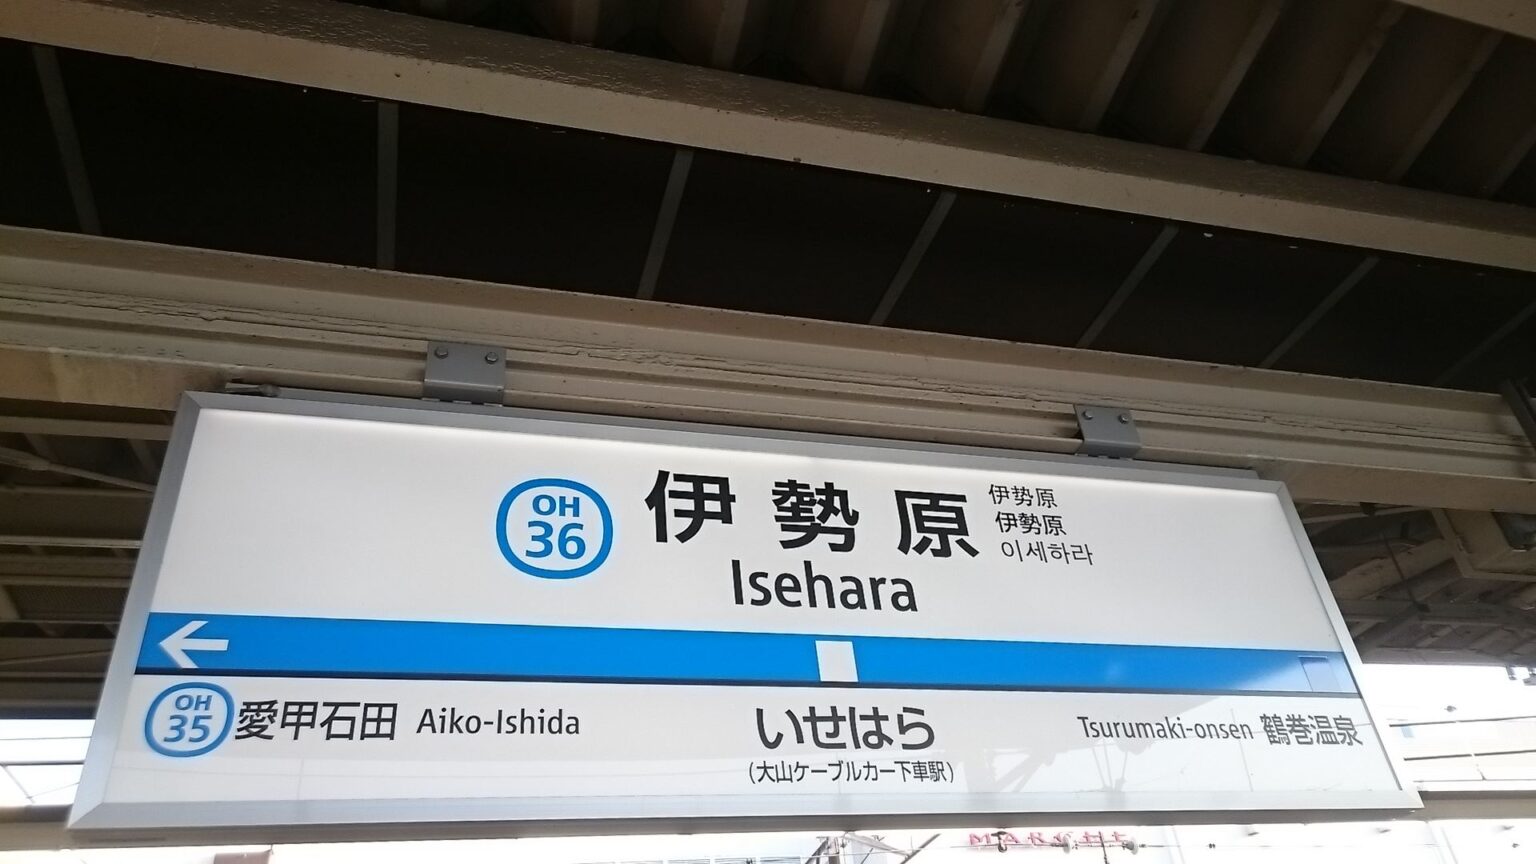 OH
36
伊勢原
伊势原
伊勢原
이세하라
Isehara
OH
35
愛甲石田 Aiko-Ishida
いせはら
(大山ケーブルカー下車駅)
Tsurumaki-onsen 鶴巻温泉
MARCHE